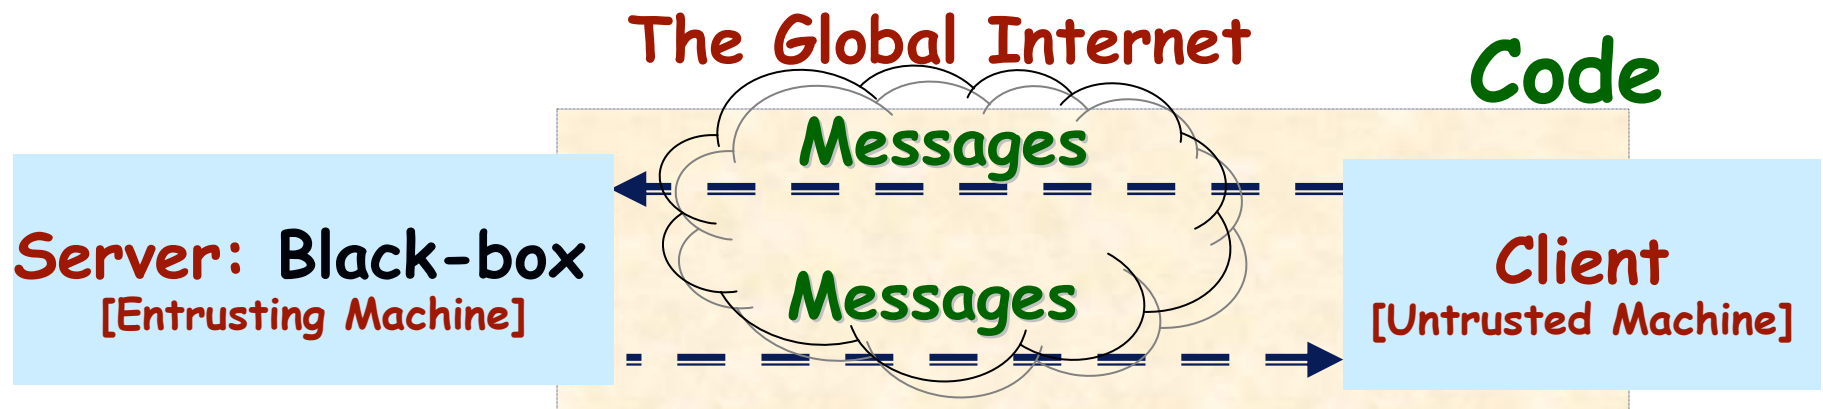 The Global Internet
Code
Messages
Server: Black-box
[Entrusting Machine]
Client
[Untrusted Machine]
Messages